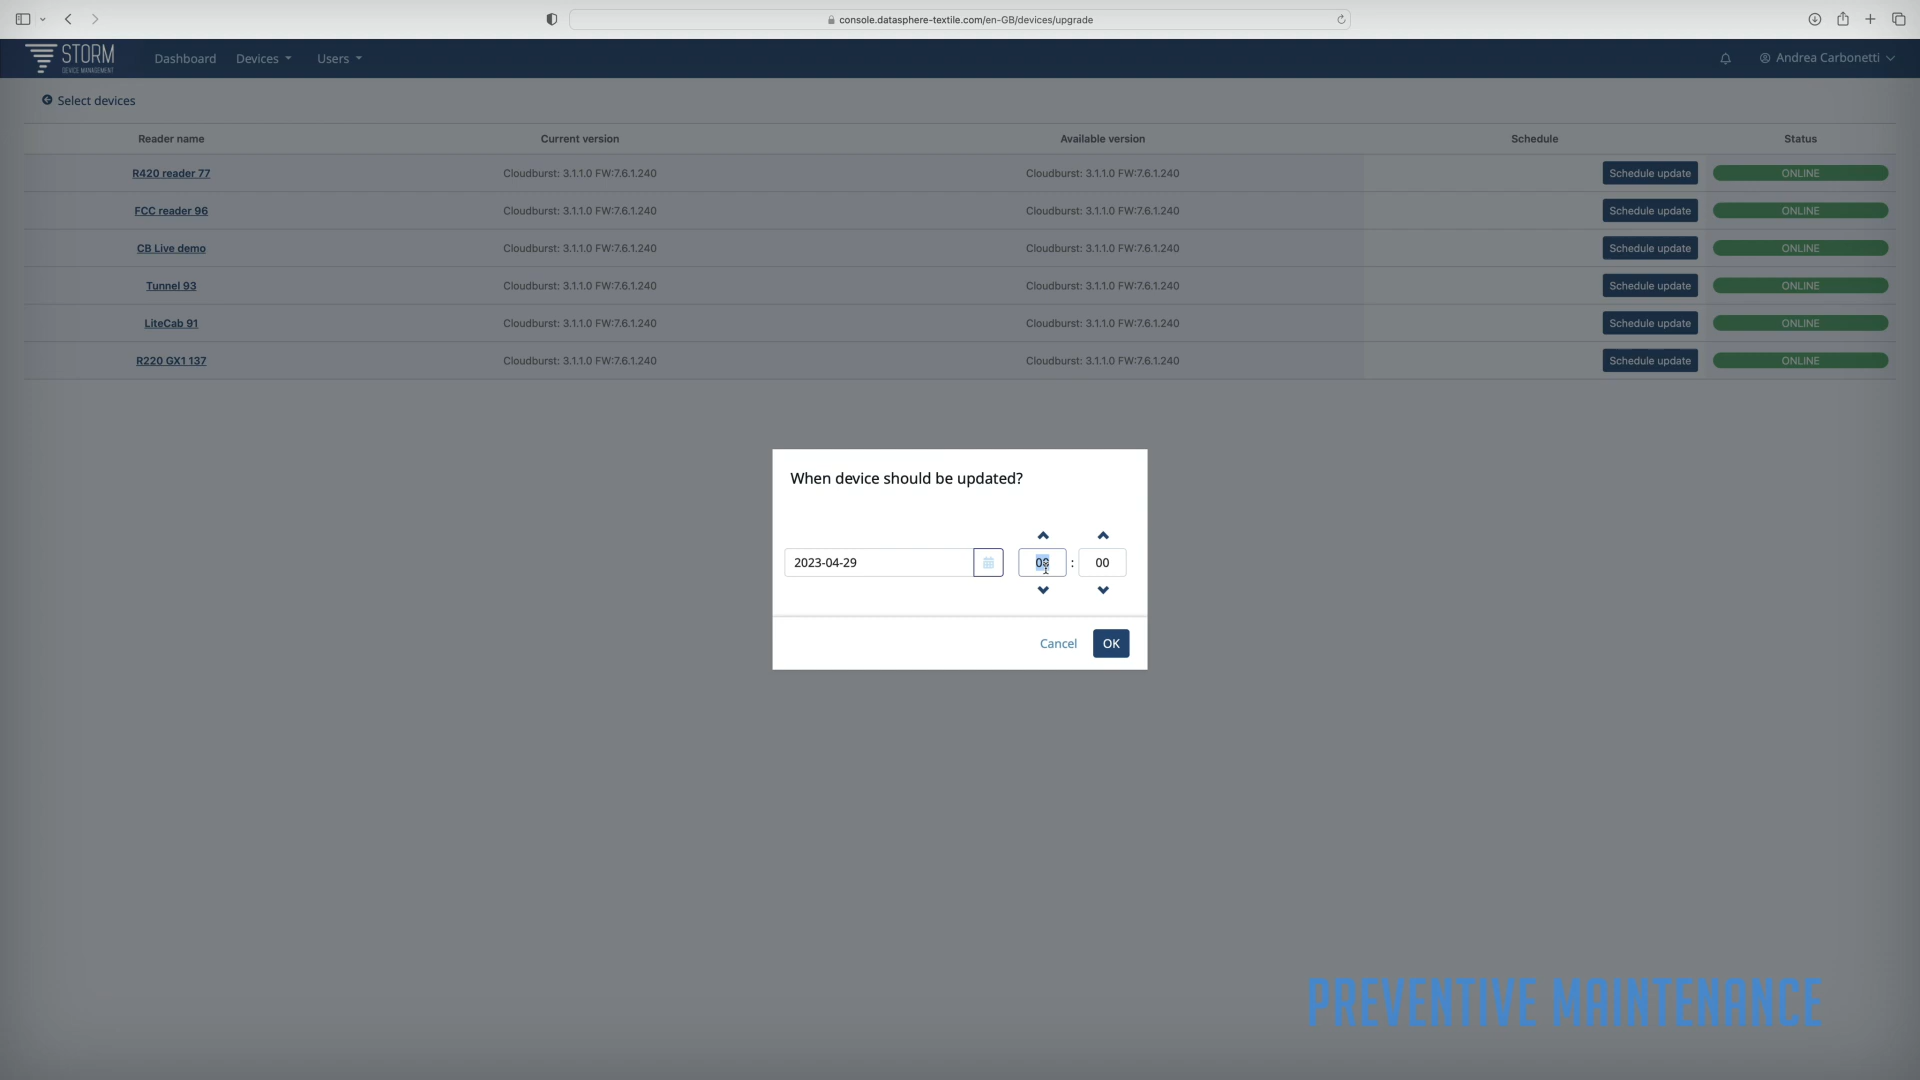 console.datasphere-textile.com/en-GB/devices/upgrade
STORM
DEVICE MANAGEMENT
Dashboard
Devices
Users
Andrea Carbonetti
Select devices
Reader name Current version Available version Schedule Status
R420 reader 77 Cloudburst: 3.1.1.0 FW:7.6.1.240 Cloudburst: 3.1.1.0 FW:7.6.1.240 Schedule update ONLINE
FCC reader 96 Cloudburst: 3.1.1.0 FW:7.6.1.240 Cloudburst: 3.1.1.0 FW:7.6.1.240 Schedule update ONLINE
CB Live demo Cloudburst: 3.1.1.0 FW:7.6.1.240 Cloudburst: 3.1.1.0 FW:7.6.1.240 Schedule update ONLINE
Tunnel 93 Cloudburst: 3.1.1.0 FW:7.6.1.240 Cloudburst: 3.1.1.0 FW:7.6.1.240 Schedule update ONLINE
LiteCab 91 Cloudburst: 3.1.1.0 FW:7.6.1.240 Cloudburst: 3.1.1.0 FW:7.6.1.240 Schedule update ONLINE
R220 GX1 137 Cloudburst: 3.1.1.0 FW:7.6.1.240 Cloudburst: 3.1.1.0 FW:7.6.1.240 Schedule update ONLINE
When device should be updated?
2023-04-29 : 00
Cancel OK
PREVENTIVE MAINTENANCE